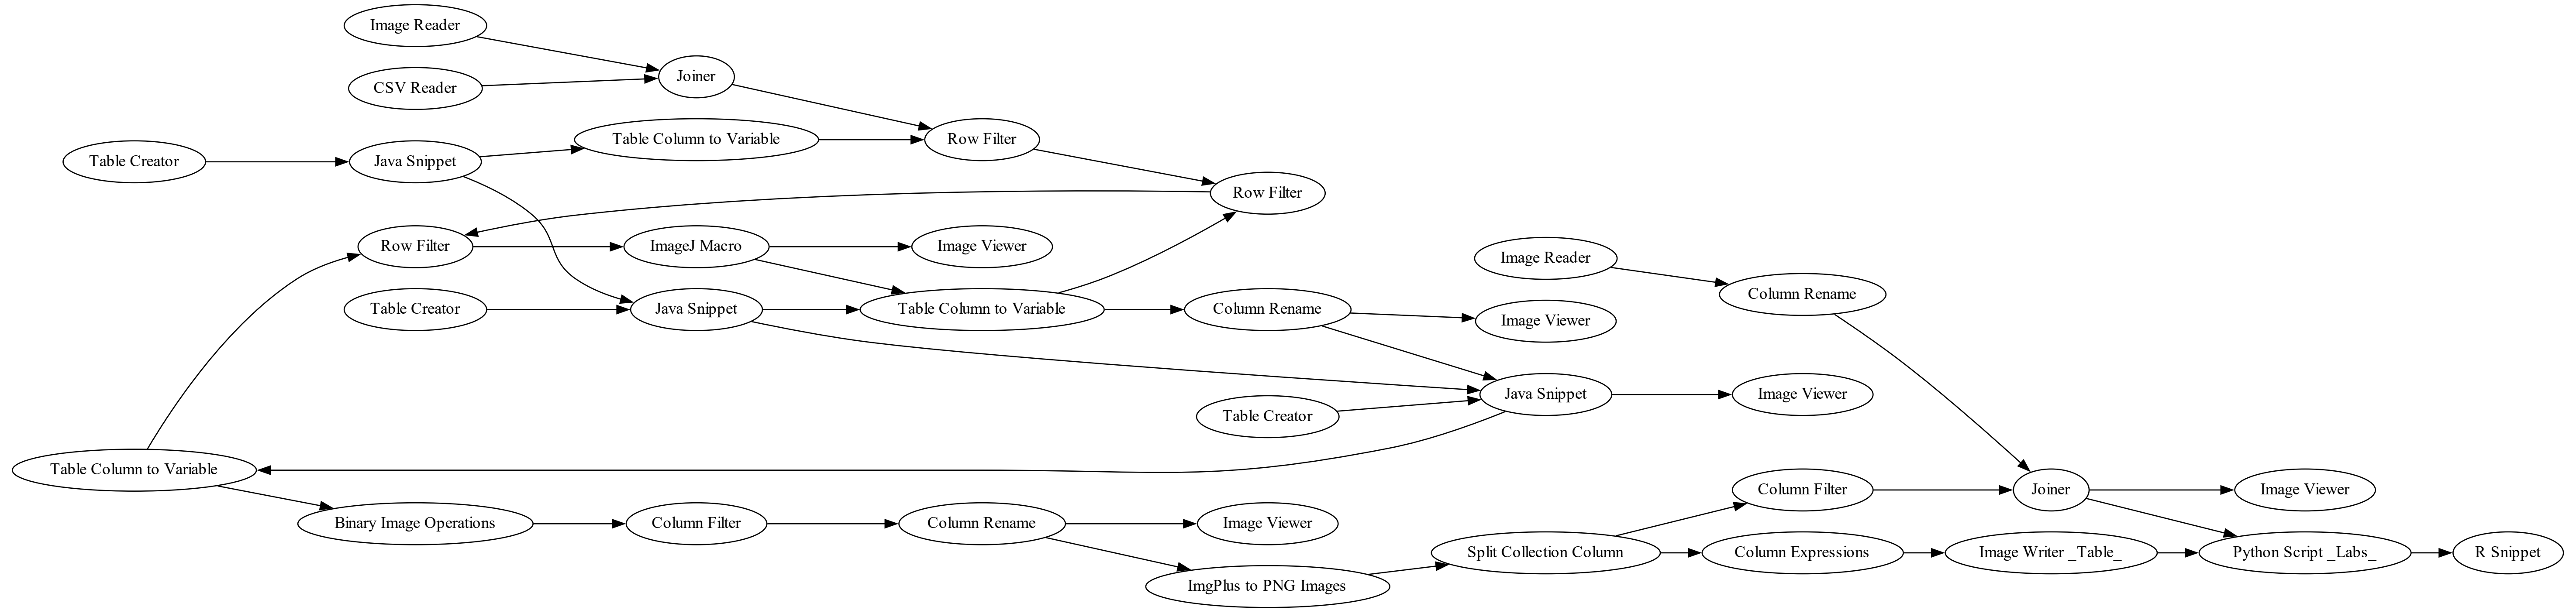 Image Reader
CSV Reader
Joiner
Table Creator
Java Snippet
Table Column to Variable
Row Filter
Row Filter
Row Filter
ImageJ Macro
Image Viewer
Table Creator
Java Snippet
Table Column to Variable
Column Rename
Image Viewer
Image Reader
Column Rename
Table Creator
Java Snippet
Image Viewer
Table Column to Variable
Binary Image Operations
Column Filter
Column Rename
Image Viewer
ImgPlus to PNG Images
Split Collection Column
Column Filter
Joiner
Image Viewer
Column Expressions
Image Writer _Table_
Python Script _Labs_
R Snippet